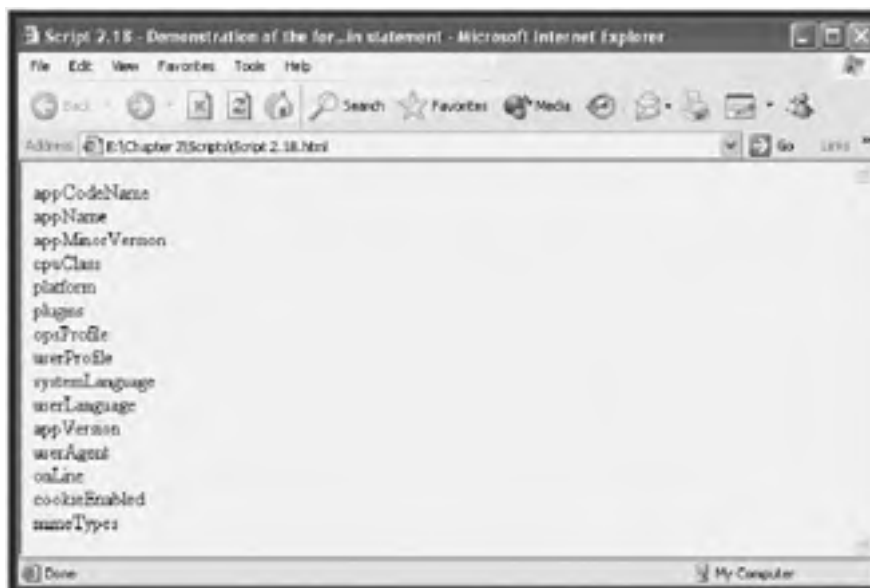 Script 2.18 - Demonstration of the for...in statement - Microsoft Internet Explorer
File Edit View Favorites Tools Help
Back Search Favorites Media
Address E:\Chapter 2\Scripts\Script 2.18.html Go Links »
appCodeName
appName
appMinorVersion
cpuClass
platform
plugins
opsProfile
userProfile
systemLanguage
userLanguage
appVersion
userAgent
onLine
cookieEnabled
mimeTypes
Done My Computer